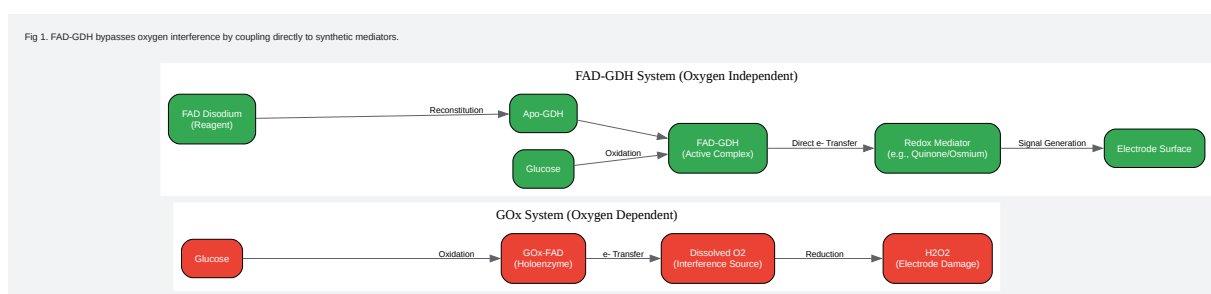 Fig 1. FAD-GDH bypasses oxygen interference by coupling directly to synthetic mediators.
FAD-GDH System (Oxygen Independent)
FAD Disodium
(Reagent)
Reconstitution
Apo-GDH
Glucose
Oxidation
FAD-GDH
(Active Complex)
Direct e- Transfer
Redox Mediator
(e.g., Quinone/Osmium)
Signal Generation
Electrode Surface
GOx System (Oxygen Dependent)
Glucose
Oxidation
GOx-FAD
(Holoenzyme)
e- Transfer
Dissolved O2
(Interference Source)
Reduction
H2O2
(Electrode Damage)